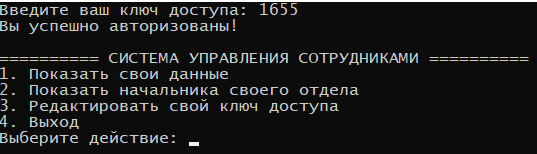 Введите ваш ключ доступа: 1655
Вы успешно авторизованы!
========== СИСТЕМА УПРАВЛЕНИЯ СОТРУДНИКАМИ ==========
1. Показать свои данные
2. Показать начальника своего отдела
3. Редактировать свой ключ доступа
4. Выход
Выберите действие: